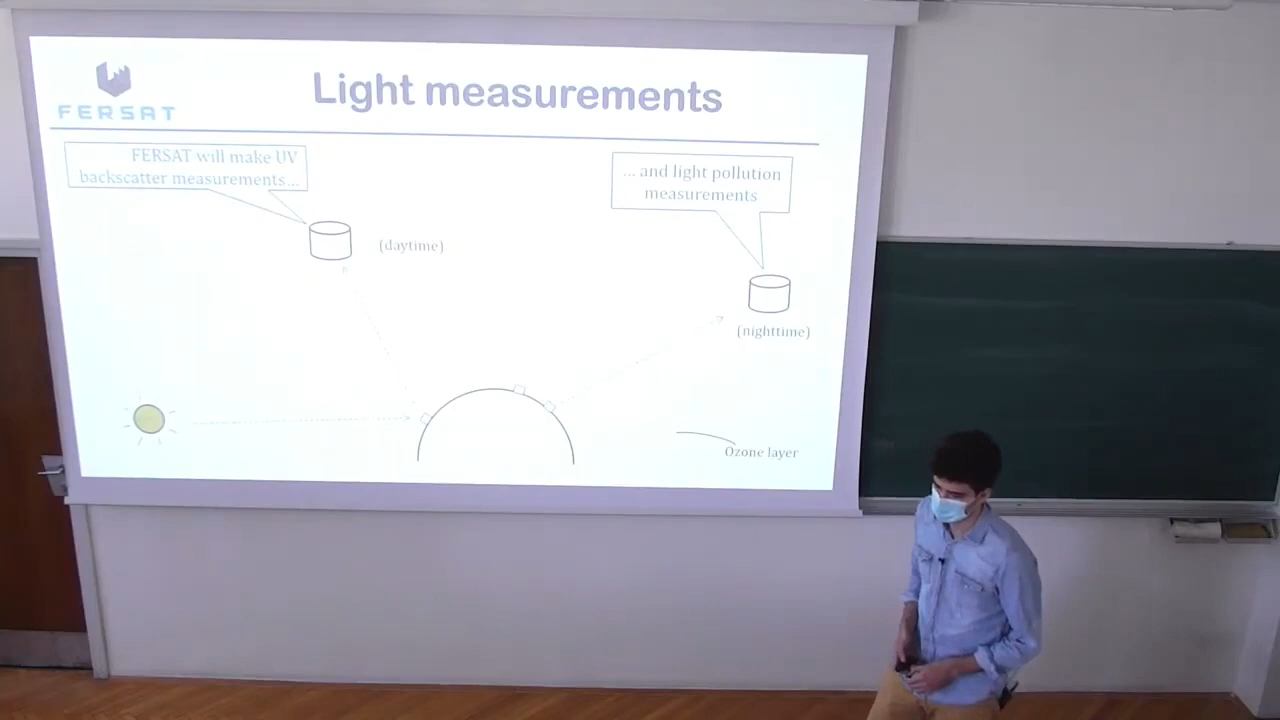 FERSAT
Light measurements
FERSAT will make UV
backscatter measurements...
... and light pollution
measurements
(daytime)
(nighttime)
Ozone layer